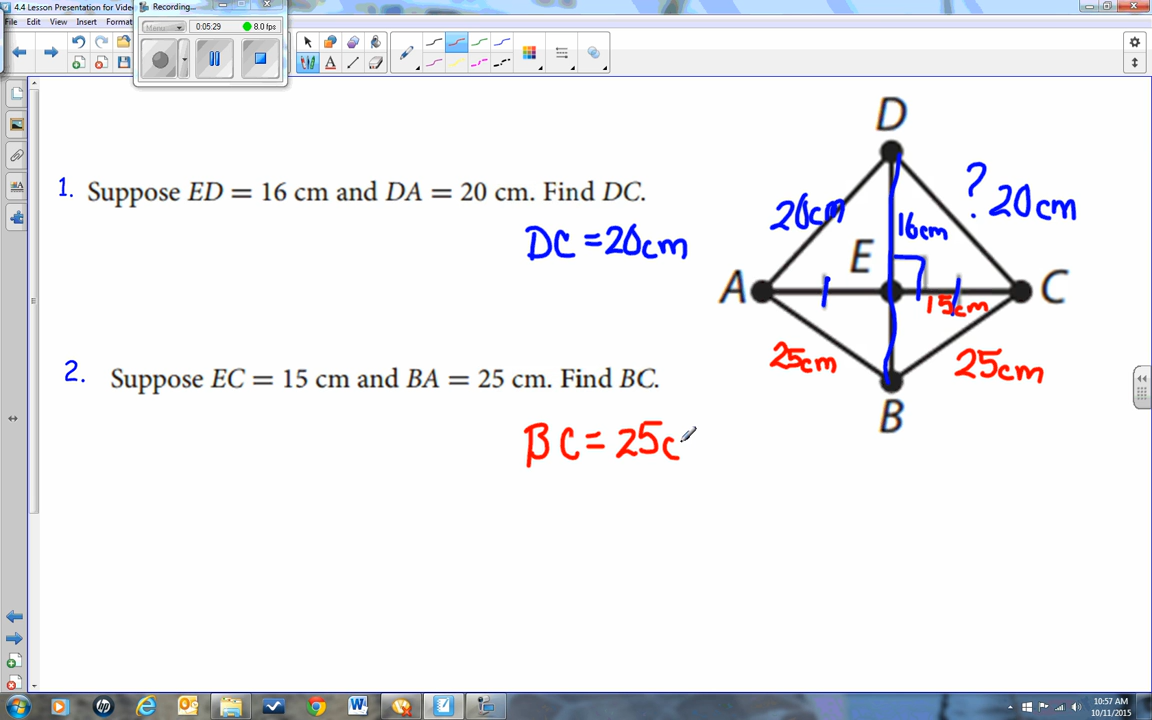 4.4 Lesson Presentation for Video
Recording...
File Edit View Insert Format
Menu
0:05:29
8.0 fps
D
1. Suppose ED = 16 cm and DA = 20 cm. Find DC.
? 20cm
20cm
16cm
DC = 20cm
E
A
C
15cm
25cm
25cm
2. Suppose EC = 15 cm and BA = 25 cm. Find BC.
B
BC = 25c
10:57 AM
10/11/2015